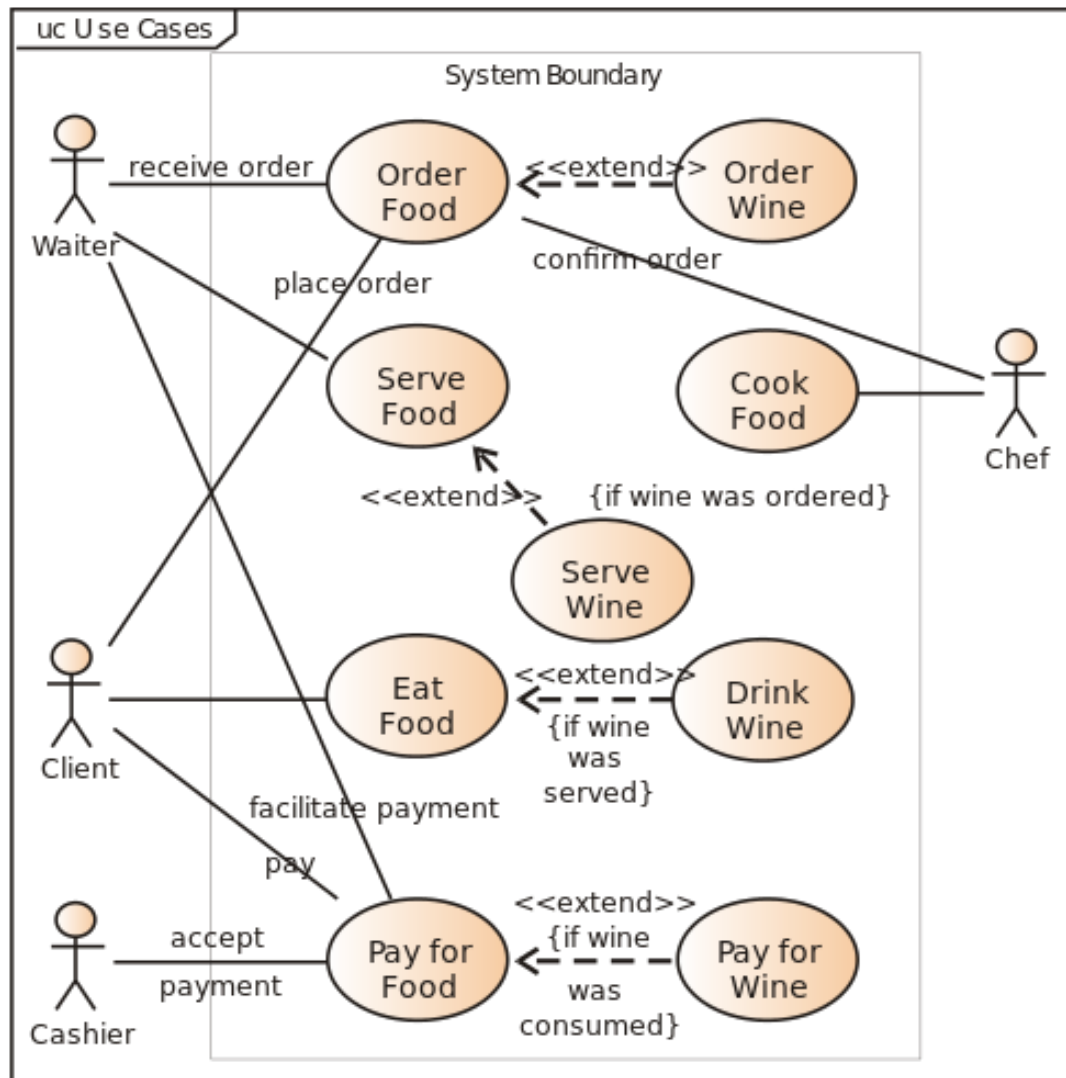 uc Use Cases
System Boundary
receive order
Order
Food
<<extend>>
Order
Wine
Waiter
place order
confirm order
Serve
Food
Cook
Food
Chef
<<extend>>
{if wine was ordered}
Serve
Wine
Client
Eat
Food
<<extend>>
{if wine
was
served}
Drink
Wine
facilitate payment
pay
Cashier
accept
payment
Pay for
Food
<<extend>>
{if wine
was
consumed}
Pay for
Wine